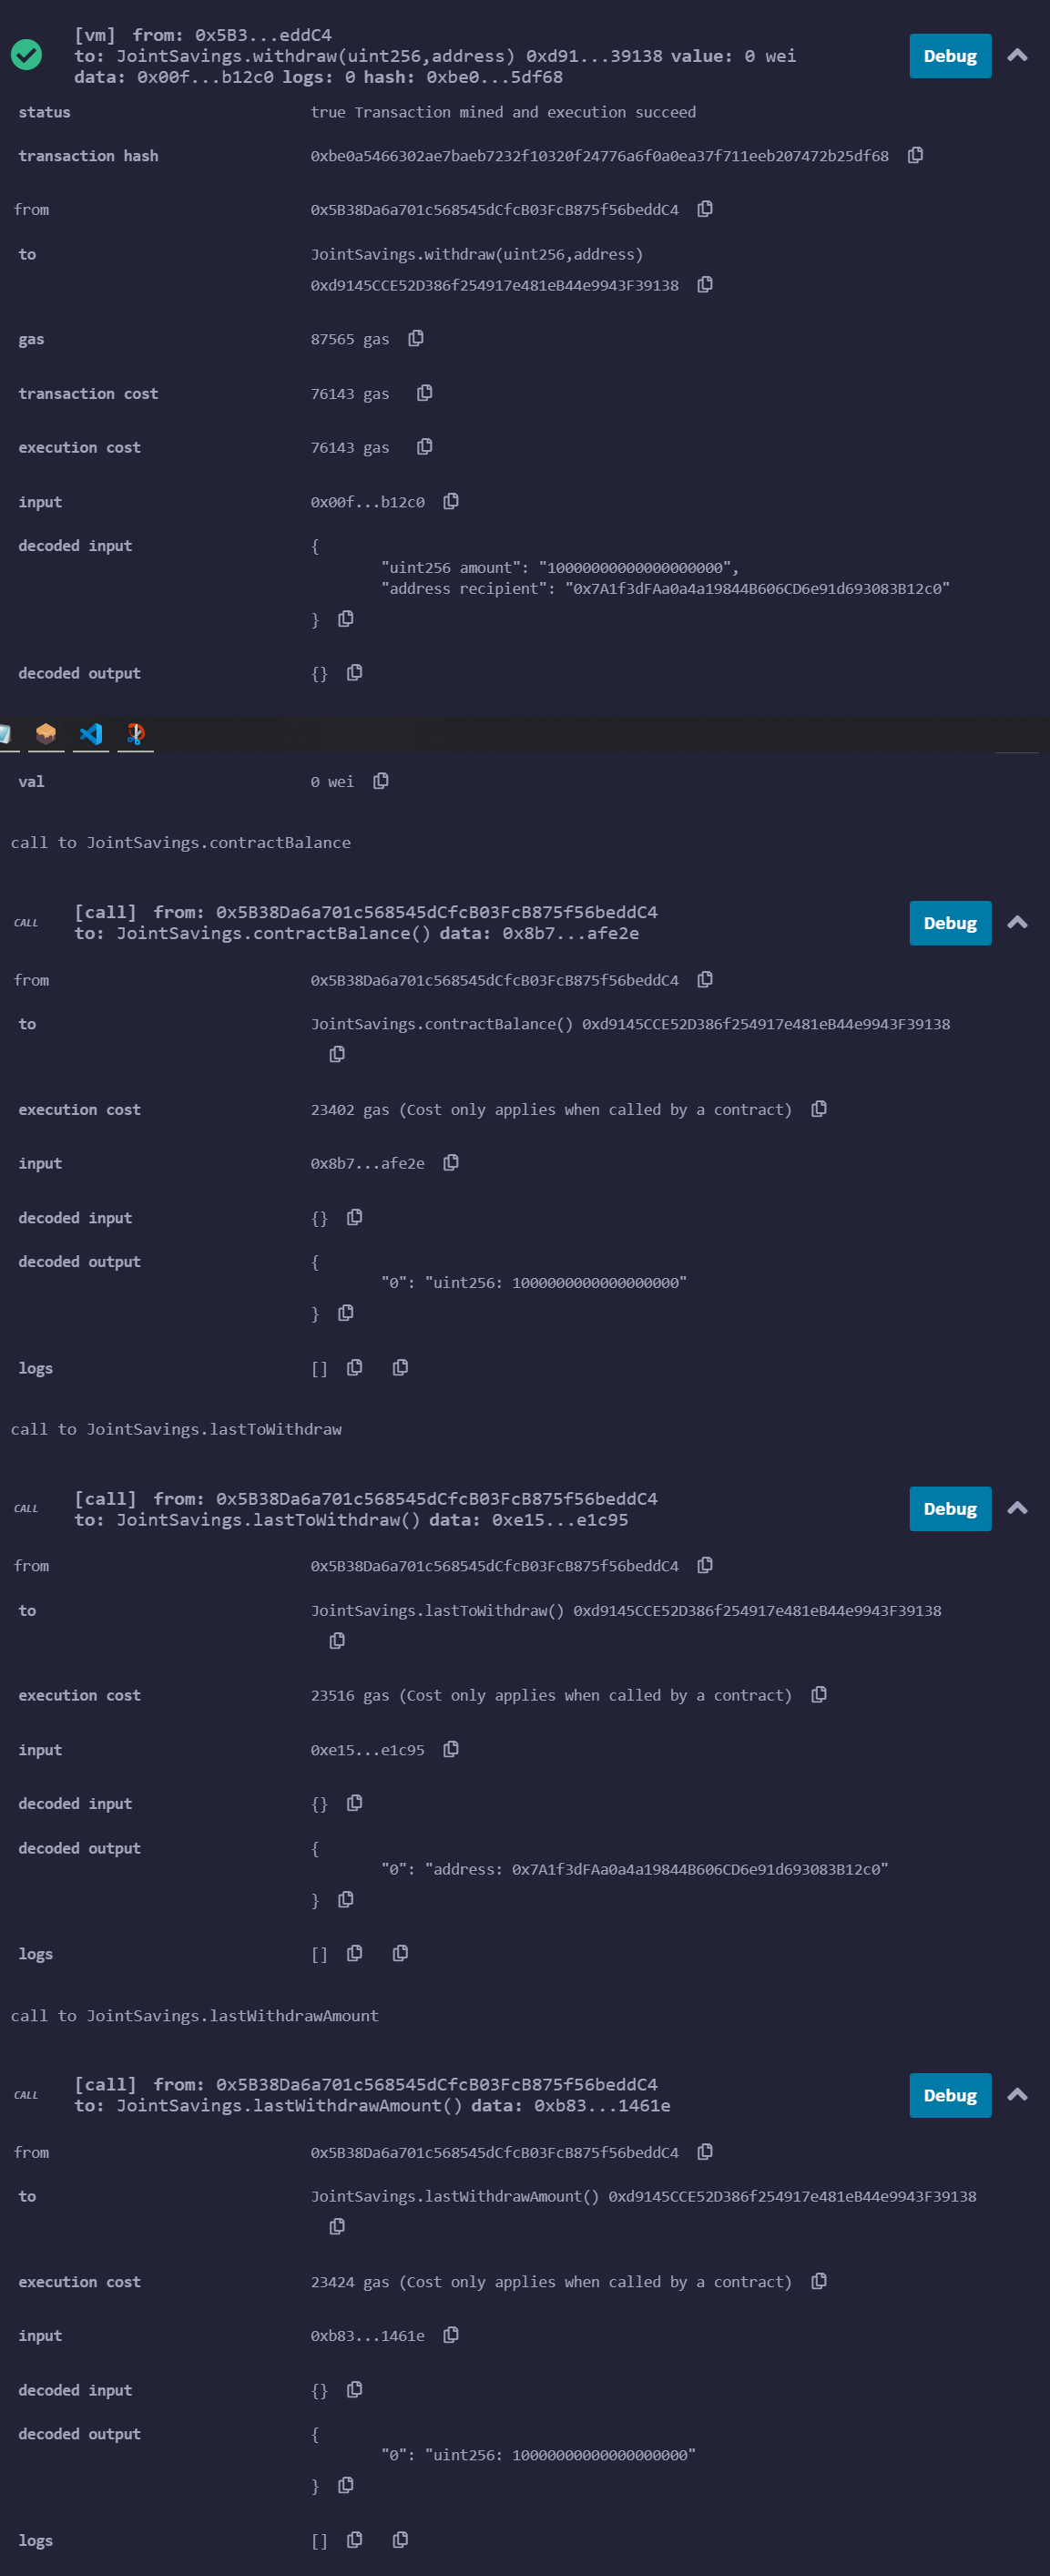 [vm] from: 0x5B3...eddC4
to: JointSavings.withdraw(uint256,address) 0xd91...39138 value: 0 wei
data: 0x00f...b12c0 logs: 0 hash: 0xbe0...5df68
Debug
status true Transaction mined and execution succeed
transaction hash 0xbe0a5466302ae7baeb7232f10320f24776a6f0a0ea37f711eeb207472b25df68
from 0x5B38Da6a701c568545dCfcB03FcB875f56beddC4
to JointSavings.withdraw(uint256,address)
0xd9145CCE52D386f254917e481eB44e9943F39138
gas 87565 gas
transaction cost 76143 gas
execution cost 76143 gas
input 0x00f...b12c0
decoded input {
"uint256 amount": "10000000000000000000",
"address recipient": "0x7A1f3dFAa0a4a19844B606CD6e91d693083B12c0"
}
decoded output {}
val 0 wei
call to JointSavings.contractBalance
CALL [call] from: 0x5B38Da6a701c568545dCfcB03FcB875f56beddC4
to: JointSavings.contractBalance() data: 0x8b7...afe2e
Debug
from 0x5B38Da6a701c568545dCfcB03FcB875f56beddC4
to JointSavings.contractBalance() 0xd9145CCE52D386f254917e481eB44e9943F39138
execution cost 23402 gas (Cost only applies when called by a contract)
input 0x8b7...afe2e
decoded input {}
decoded output {
"0": "uint256: 1000000000000000000"
}
logs []
call to JointSavings.lastToWithdraw
CALL [call] from: 0x5B38Da6a701c568545dCfcB03FcB875f56beddC4
to: JointSavings.lastToWithdraw() data: 0xe15...e1c95
Debug
from 0x5B38Da6a701c568545dCfcB03FcB875f56beddC4
to JointSavings.lastToWithdraw() 0xd9145CCE52D386f254917e481eB44e9943F39138
execution cost 23516 gas (Cost only applies when called by a contract)
input 0xe15...e1c95
decoded input {}
decoded output {
"0": "address: 0x7A1f3dFAa0a4a19844B606CD6e91d693083B12c0"
}
logs []
call to JointSavings.lastWithdrawAmount
CALL [call] from: 0x5B38Da6a701c568545dCfcB03FcB875f56beddC4
to: JointSavings.lastWithdrawAmount() data: 0xb83...1461e
Debug
from 0x5B38Da6a701c568545dCfcB03FcB875f56beddC4
to JointSavings.lastWithdrawAmount() 0xd9145CCE52D386f254917e481eB44e9943F39138
execution cost 23424 gas (Cost only applies when called by a contract)
input 0xb83...1461e
decoded input {}
decoded output {
"0": "uint256: 10000000000000000000"
}
logs []